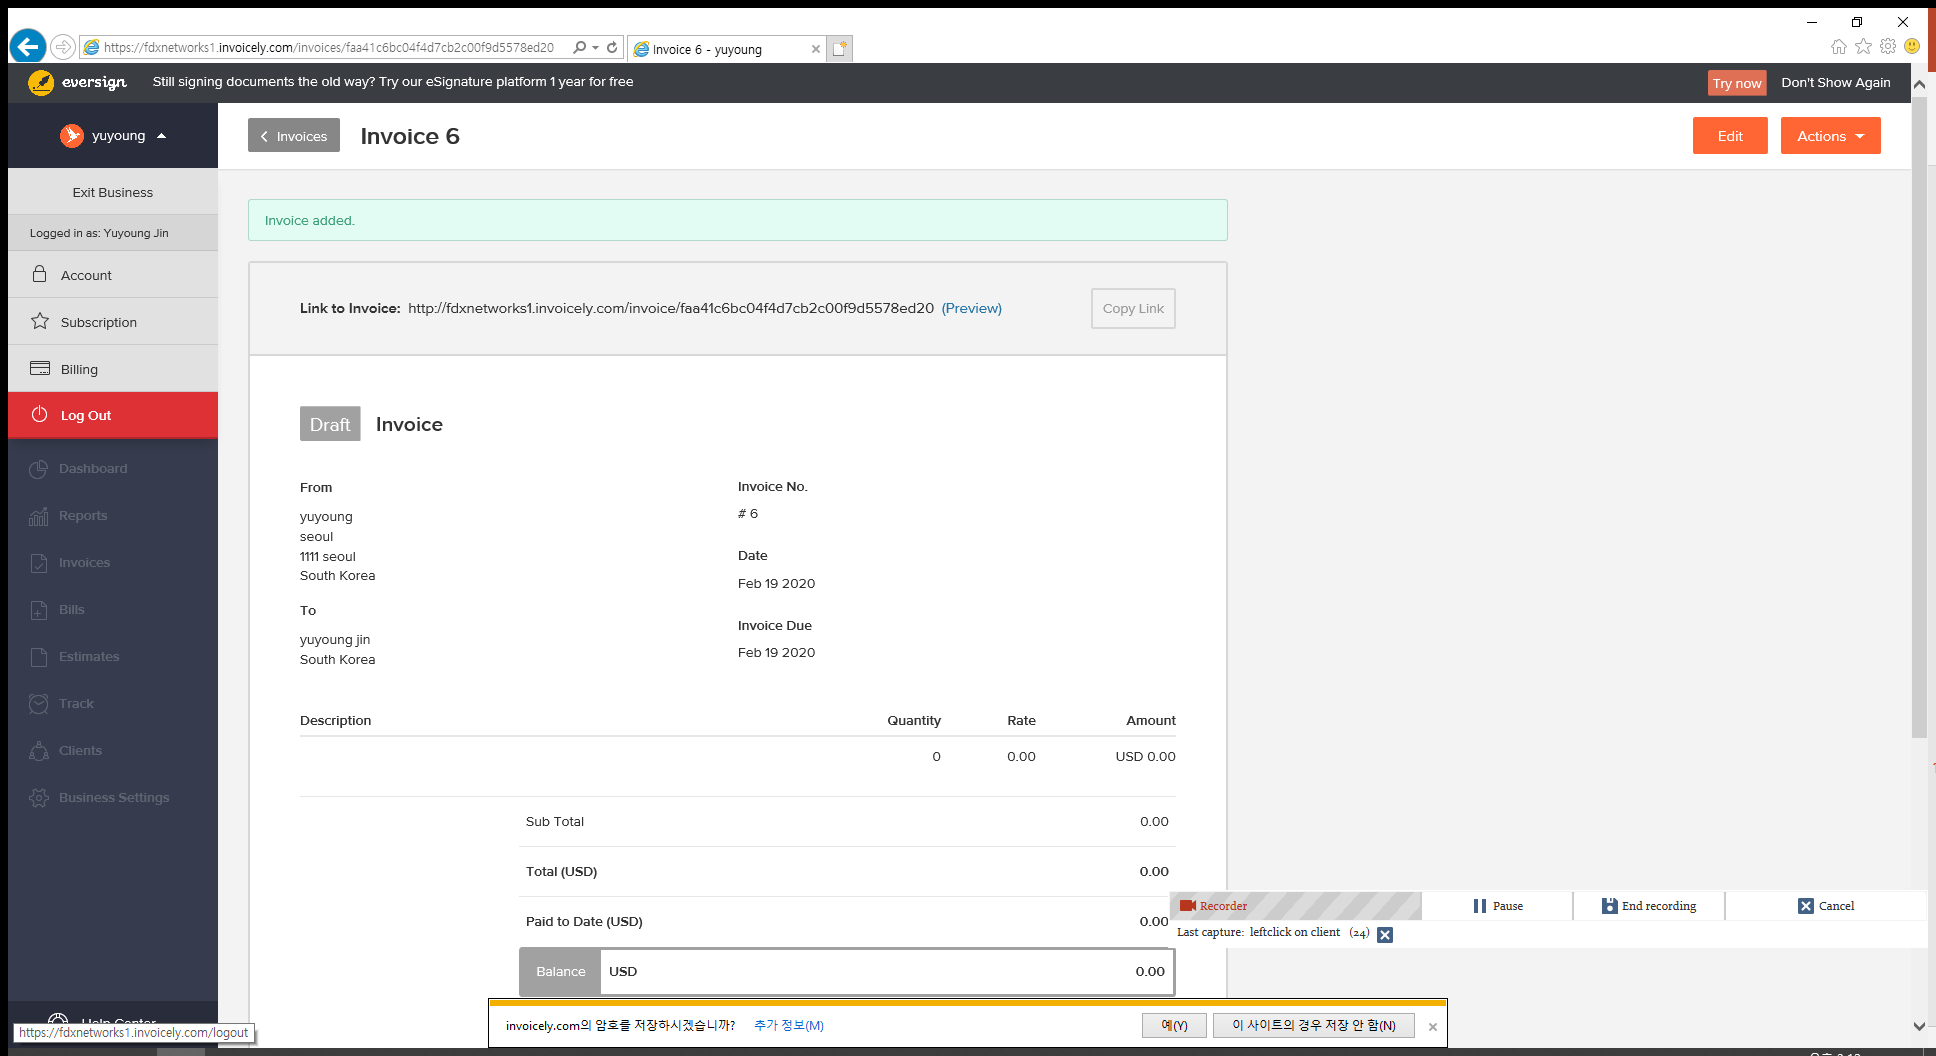 https://fdxnetworks1.invoicely.com/invoices/faa41c6bc04f4d7cb2c00f9d5578ed20
Invoice 6 - yuyoung
eversign
Still signing documents the old way? Try our eSignature platform 1 year for free
Try now
Don't Show Again
yuyoung
Invoices
Invoice 6
Edit
Actions
Exit Business
Logged in as: Yuyoung Jin
Account
Subscription
Billing
Log Out
Dashboard
Reports
Invoices
Bills
Estimates
Track
Clients
Business Settings
Help Center
https://fdxnetworks1.invoicely.com/logout
Invoice added.
Link to Invoice: http://fdxnetworks1.invoicely.com/invoice/faa41c6bc04f4d7cb2c00f9d5578ed20 (Preview)
Copy Link
Draft
Invoice
From
yuyoung
seoul
1111 seoul
South Korea
To
yuyoung jin
South Korea
Invoice No.
# 6
Date
Feb 19 2020
Invoice Due
Feb 19 2020
Description Quantity Rate Amount
0 0.00 USD 0.00
Sub Total 0.00
Total (USD) 0.00
Paid to Date (USD) 0.00
Balance USD 0.00
Recorder
Pause
End recording
Cancel
Last capture: leftclick on client (24)
invoicely.com의 암호를 저장하시겠습니까? 추가 정보(M)
예(Y)
이 사이트의 경우 저장 안 함(N)